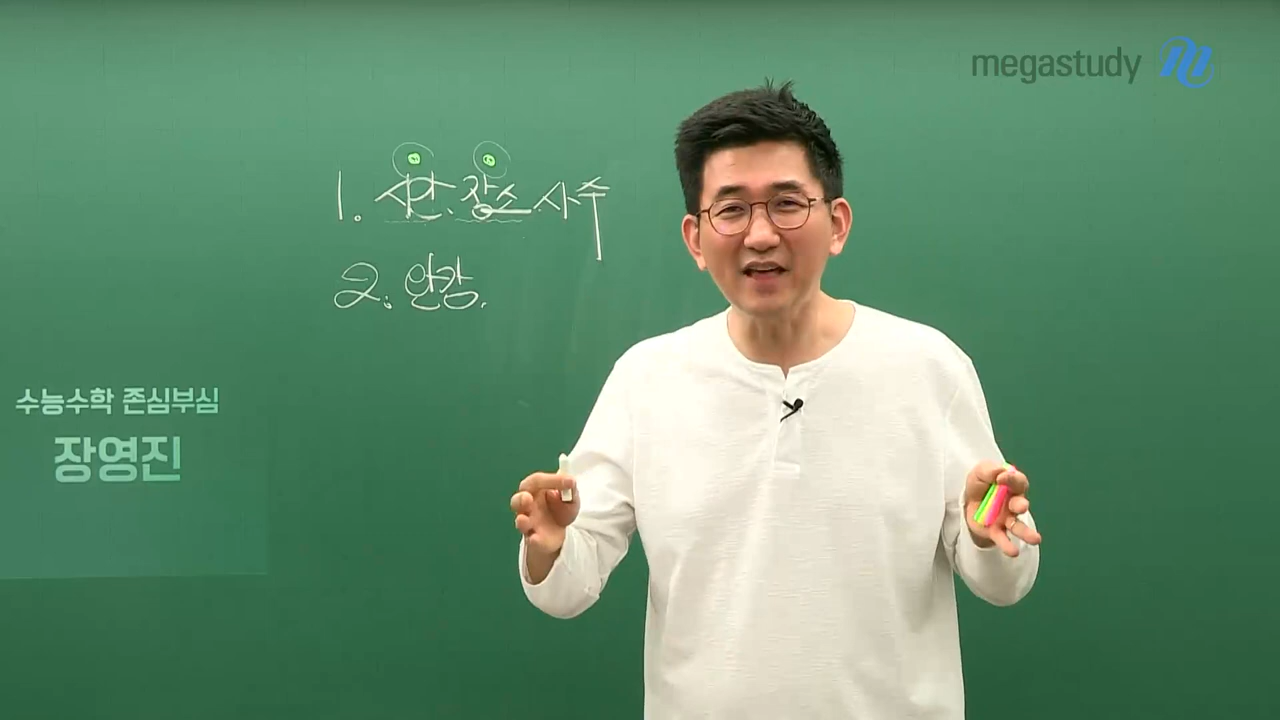 megastudy
1. 시간. 장소 사수
2. 인강.
수능수학 존심부심
장영진